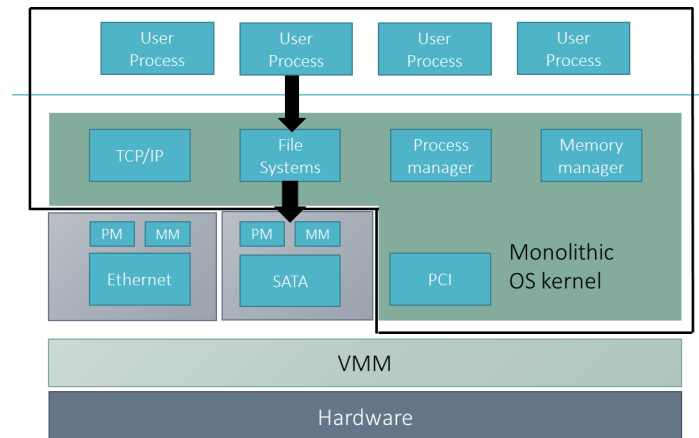 User
Process
User
Process
User
Process
User
Process
TCP/IP
File
Systems
Process
manager
Memory
manager
PM
MM
Ethernet
PM
MM
SATA
PCI
Monolithic
OS kernel
VMM
Hardware